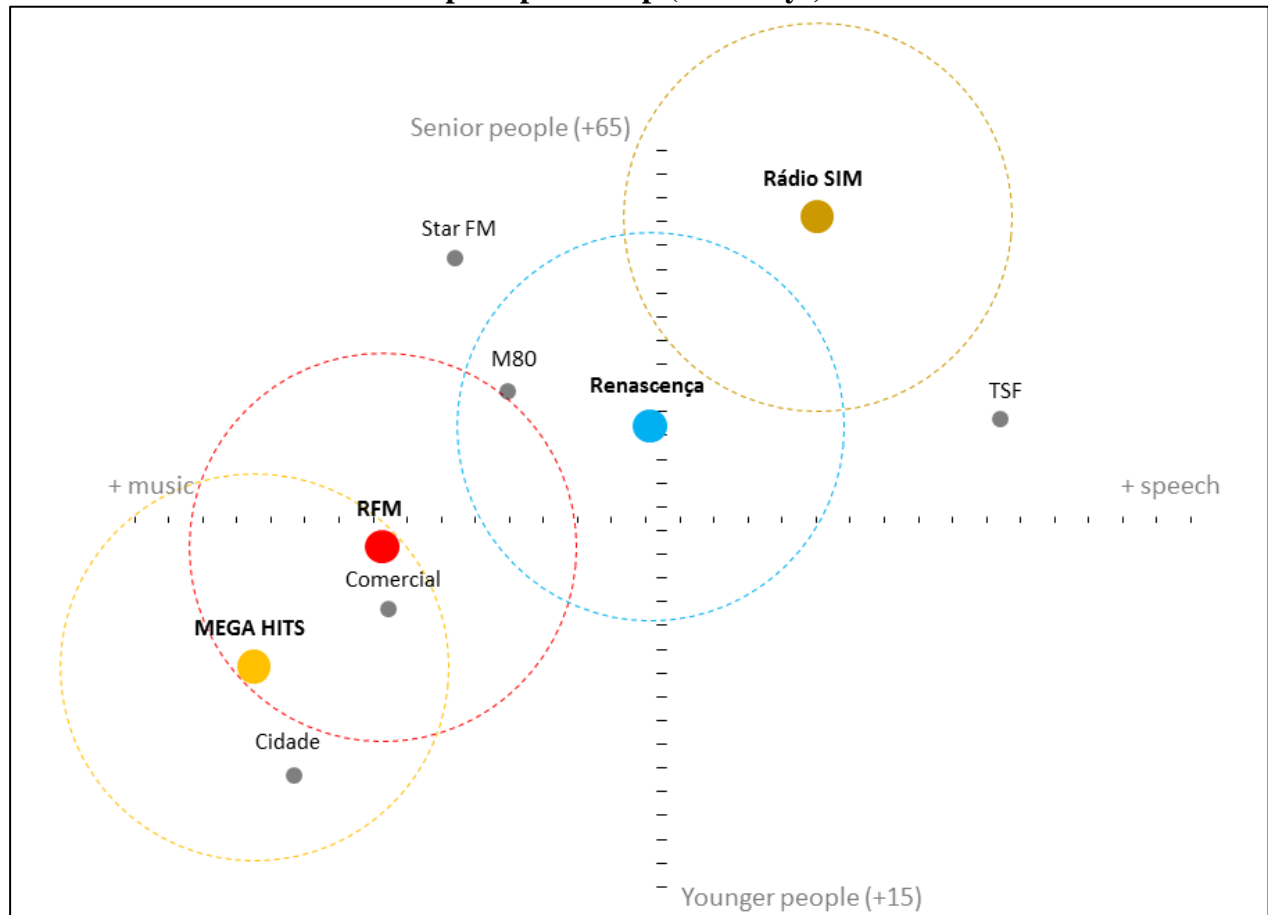 Senior people (+65)
Rádio SIM
Star FM
M80
Renascença
TSF
+ music
+ speech
RFM
Comercial
MEGA HITS
Cidade
Younger people (+15)